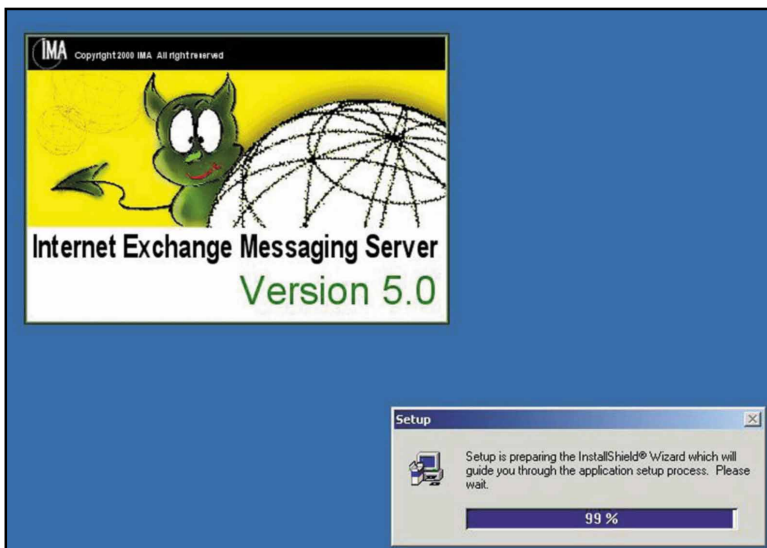 IMA Copyright 2000 IMA All right reserved
Internet Exchange Messaging Server
Version 5.0
Setup
Setup is preparing the InstallShield® Wizard which will
guide you through the application setup process. Please
wait.
99 %